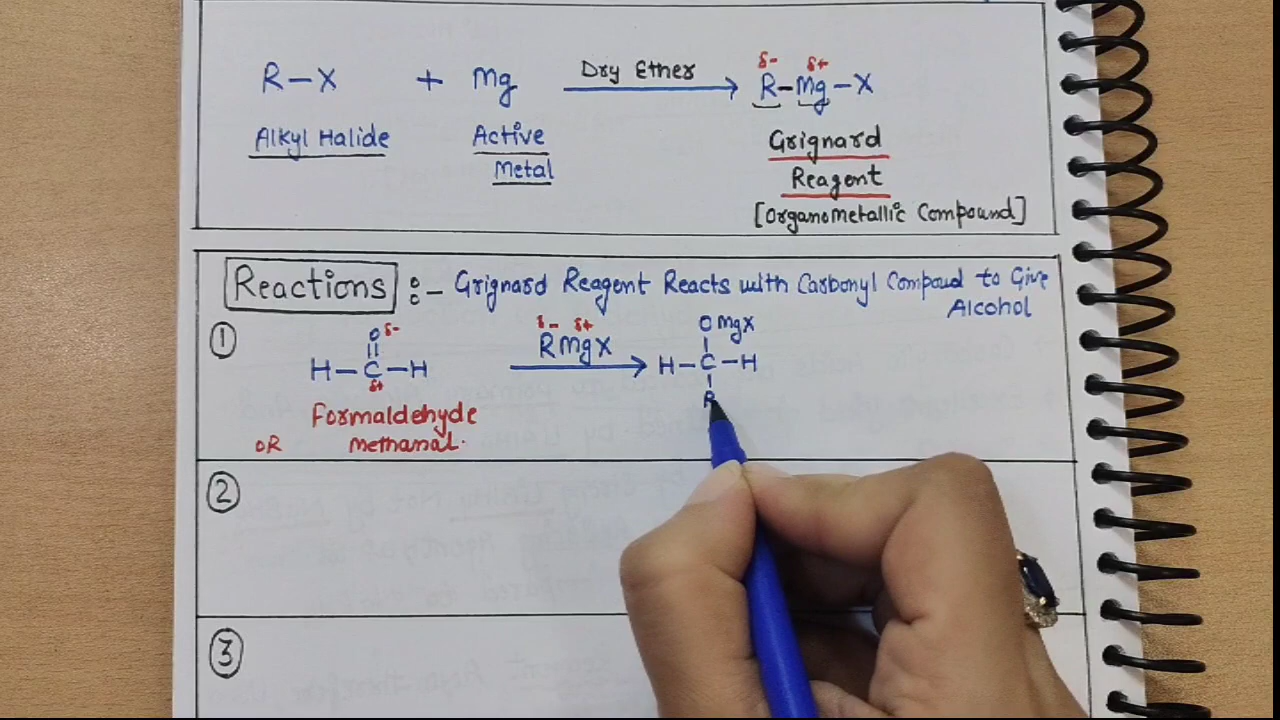 R-X + Mg Dry Ether R-Mg-X
δ- δ+
Alkyl Halide Active Grignard
Metal Reagent
[Organometallic Compound]
Reactions :- Grignard Reagent Reacts with Carbonyl Compoud to Give
Alcohol
① O δ- δ- δ+ OMgX
H-C-H RMgX H-C-H
δ+ R
Formaldehyde
OR methanal.
②
③